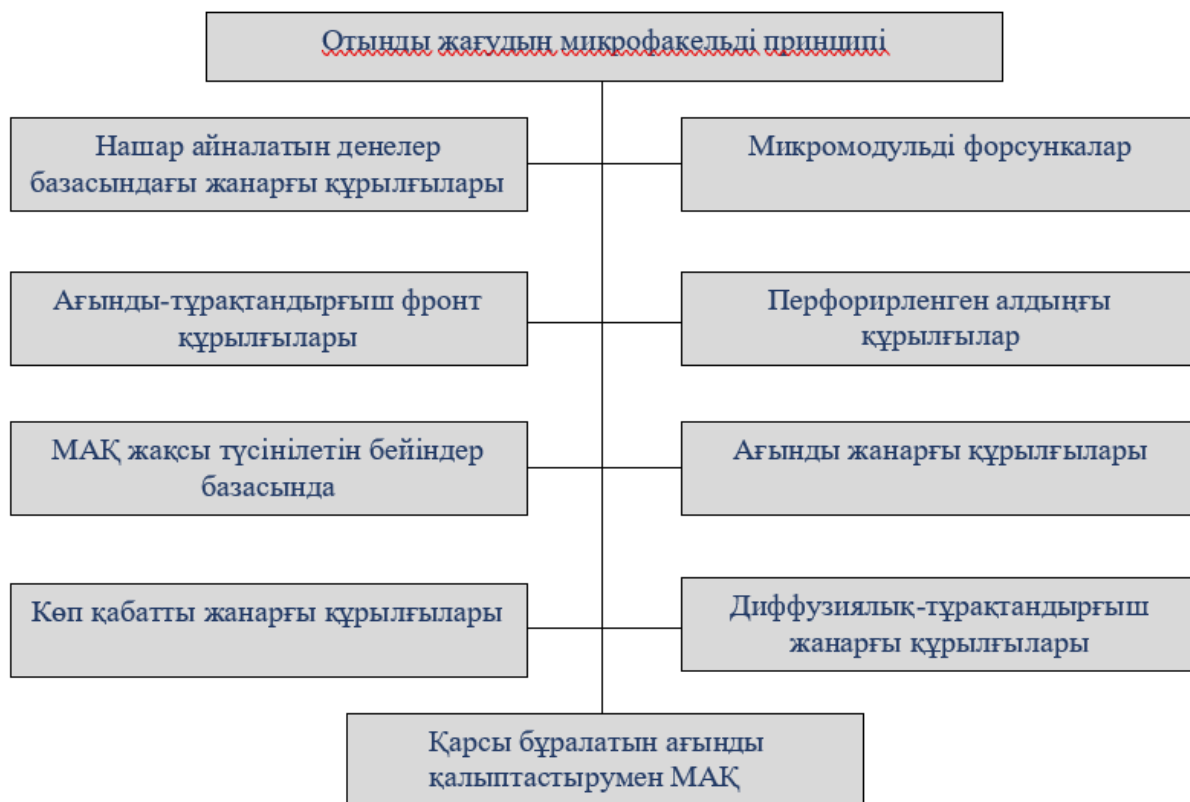 Отынды жағудың микрофакельді принципі
Нашар айналатын денелер
базасындағы жанарғы құрылғылары
Микромодульді форсункалар
Ағынды-тұрақтандырғыш фронт
құрылғылары
Перфорирленген алдыңғы
құрылғылар
МАҚ жақсы түсінілетін бейіндер
базасында
Ағынды жанарғы құрылғылары
Көп қабатты жанарғы құрылғылары
Диффузиялық-тұрақтандырғыш
жанарғы құрылғылары
Қарсы бұралатын ағынды
қалыптастырумен МАҚ